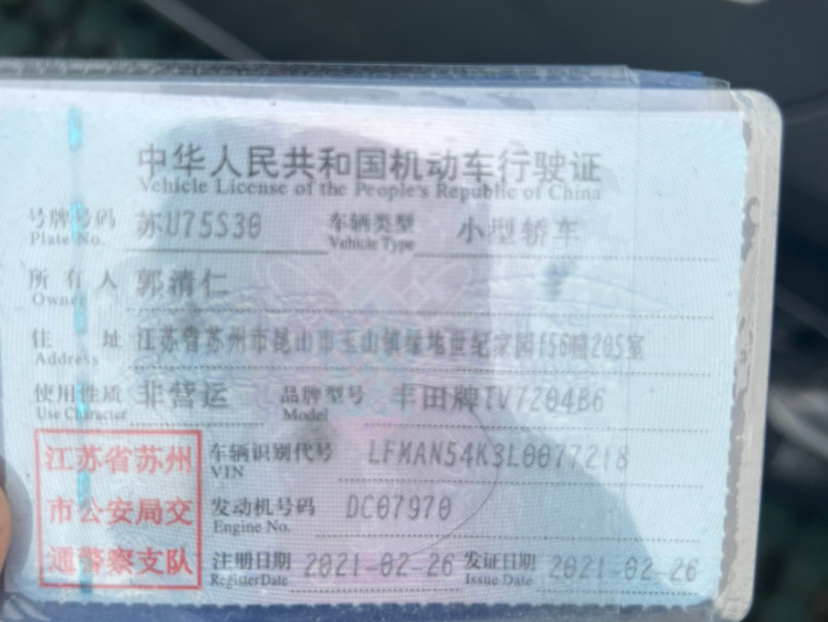 中华人民共和国机动车行驶证
Vehicle License of the People's Republic of China
号牌号码 苏U75S30 车辆类型 小型轿车
Plate No. Vehicle Type
所有人 郭清仁
Owner
住址 江苏省苏州市昆山市玉山镇绿地世纪家园156幢205室
Address
使用性质 非营运 品牌型号 丰田牌TV7204B6
Use Character Model
江苏省苏州
市公安局交
通警察支队
车辆识别代号 LFMAN54K3L0077218
VIN
发动机号码 DC07970
Engine No.
注册日期 2021-02-26 发证日期 2021-02-26
Register Date Issue Date